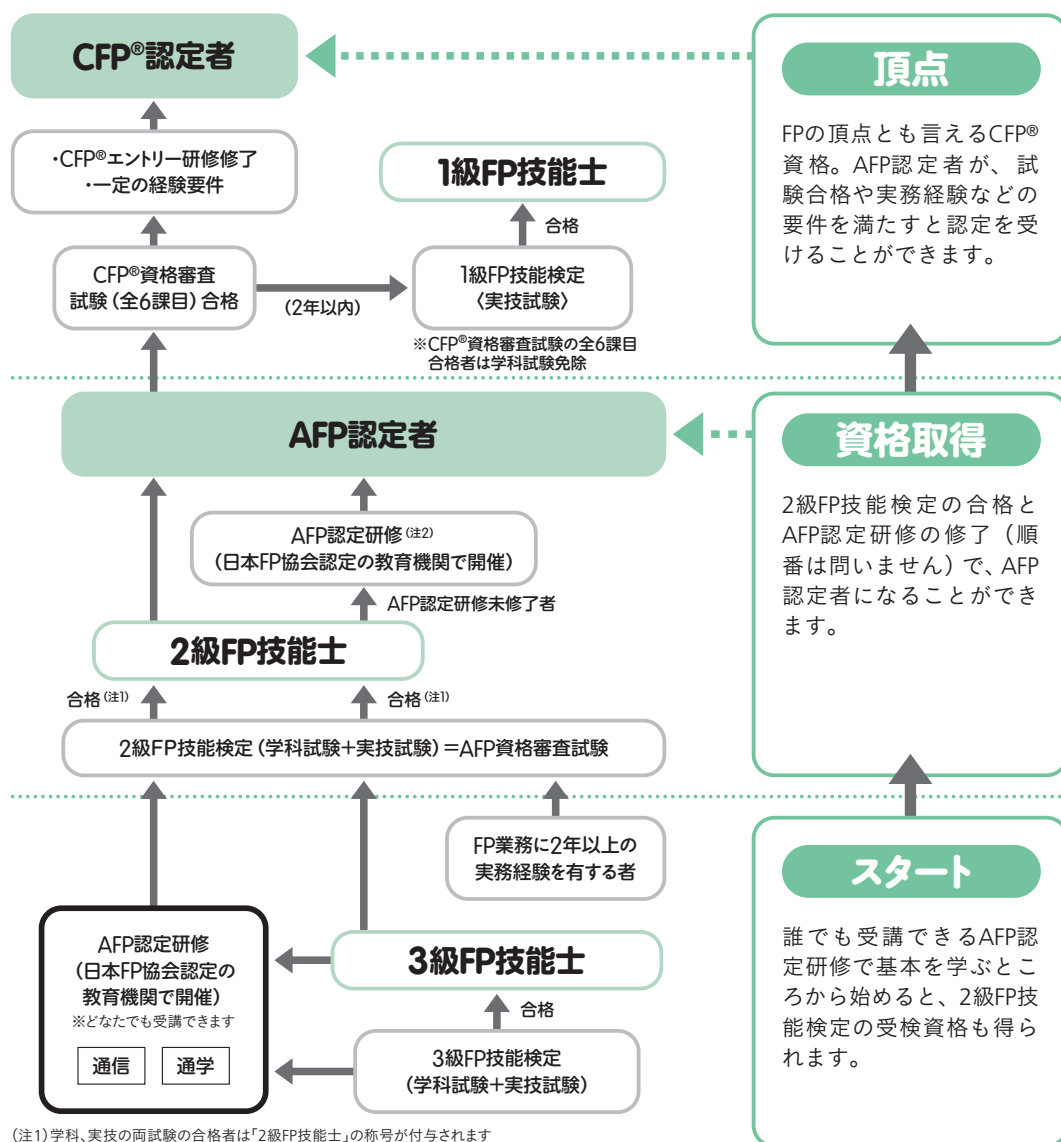 CFP®認定者
・CFP®エントリー研修修了
・一定の経験要件
1級FP技能士
合格
CFP®資格審査
試験（全6課目）合格
（2年以内）
1級FP技能検定
〈実技試験〉
※CFP®資格審査試験の全6課目
合格者は学科試験免除
頂点
FPの頂点とも言えるCFP®
資格。AFP認定者が、試
験合格や実務経験などの
要件を満たすと認定を受
けることができます。
AFP認定者
AFP認定研修（注2）
（日本FP協会認定の教育機関で開催）
AFP認定研修未修了者
2級FP技能士
合格（注1）
合格（注1）
2級FP技能検定（学科試験＋実技試験）＝AFP資格審査試験
資格取得
2級FP技能検定の合格と
AFP認定研修の修了（順
番は問いません）で、AFP
認定者になることができ
ます。
FP業務に2年以上の
実務経験を有する者
AFP認定研修
（日本FP協会認定の
教育機関で開催）
※どなたでも受講できます
通信 通学
3級FP技能士
合格
3級FP技能検定
（学科試験＋実技試験）
スタート
誰でも受講できるAFP認
定研修で基本を学ぶとこ
ろから始めると、2級FP技
能検定の受検資格も得ら
れます。
（注1）学科、実技の両試験の合格者は「2級FP技能士」の称号が付与されます